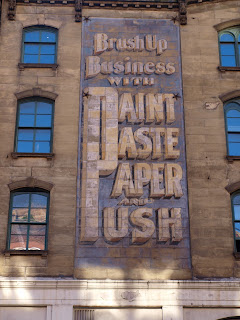 Brush Up
Business
WITH
PAINT
PASTE
PAPER
AND
PUSH